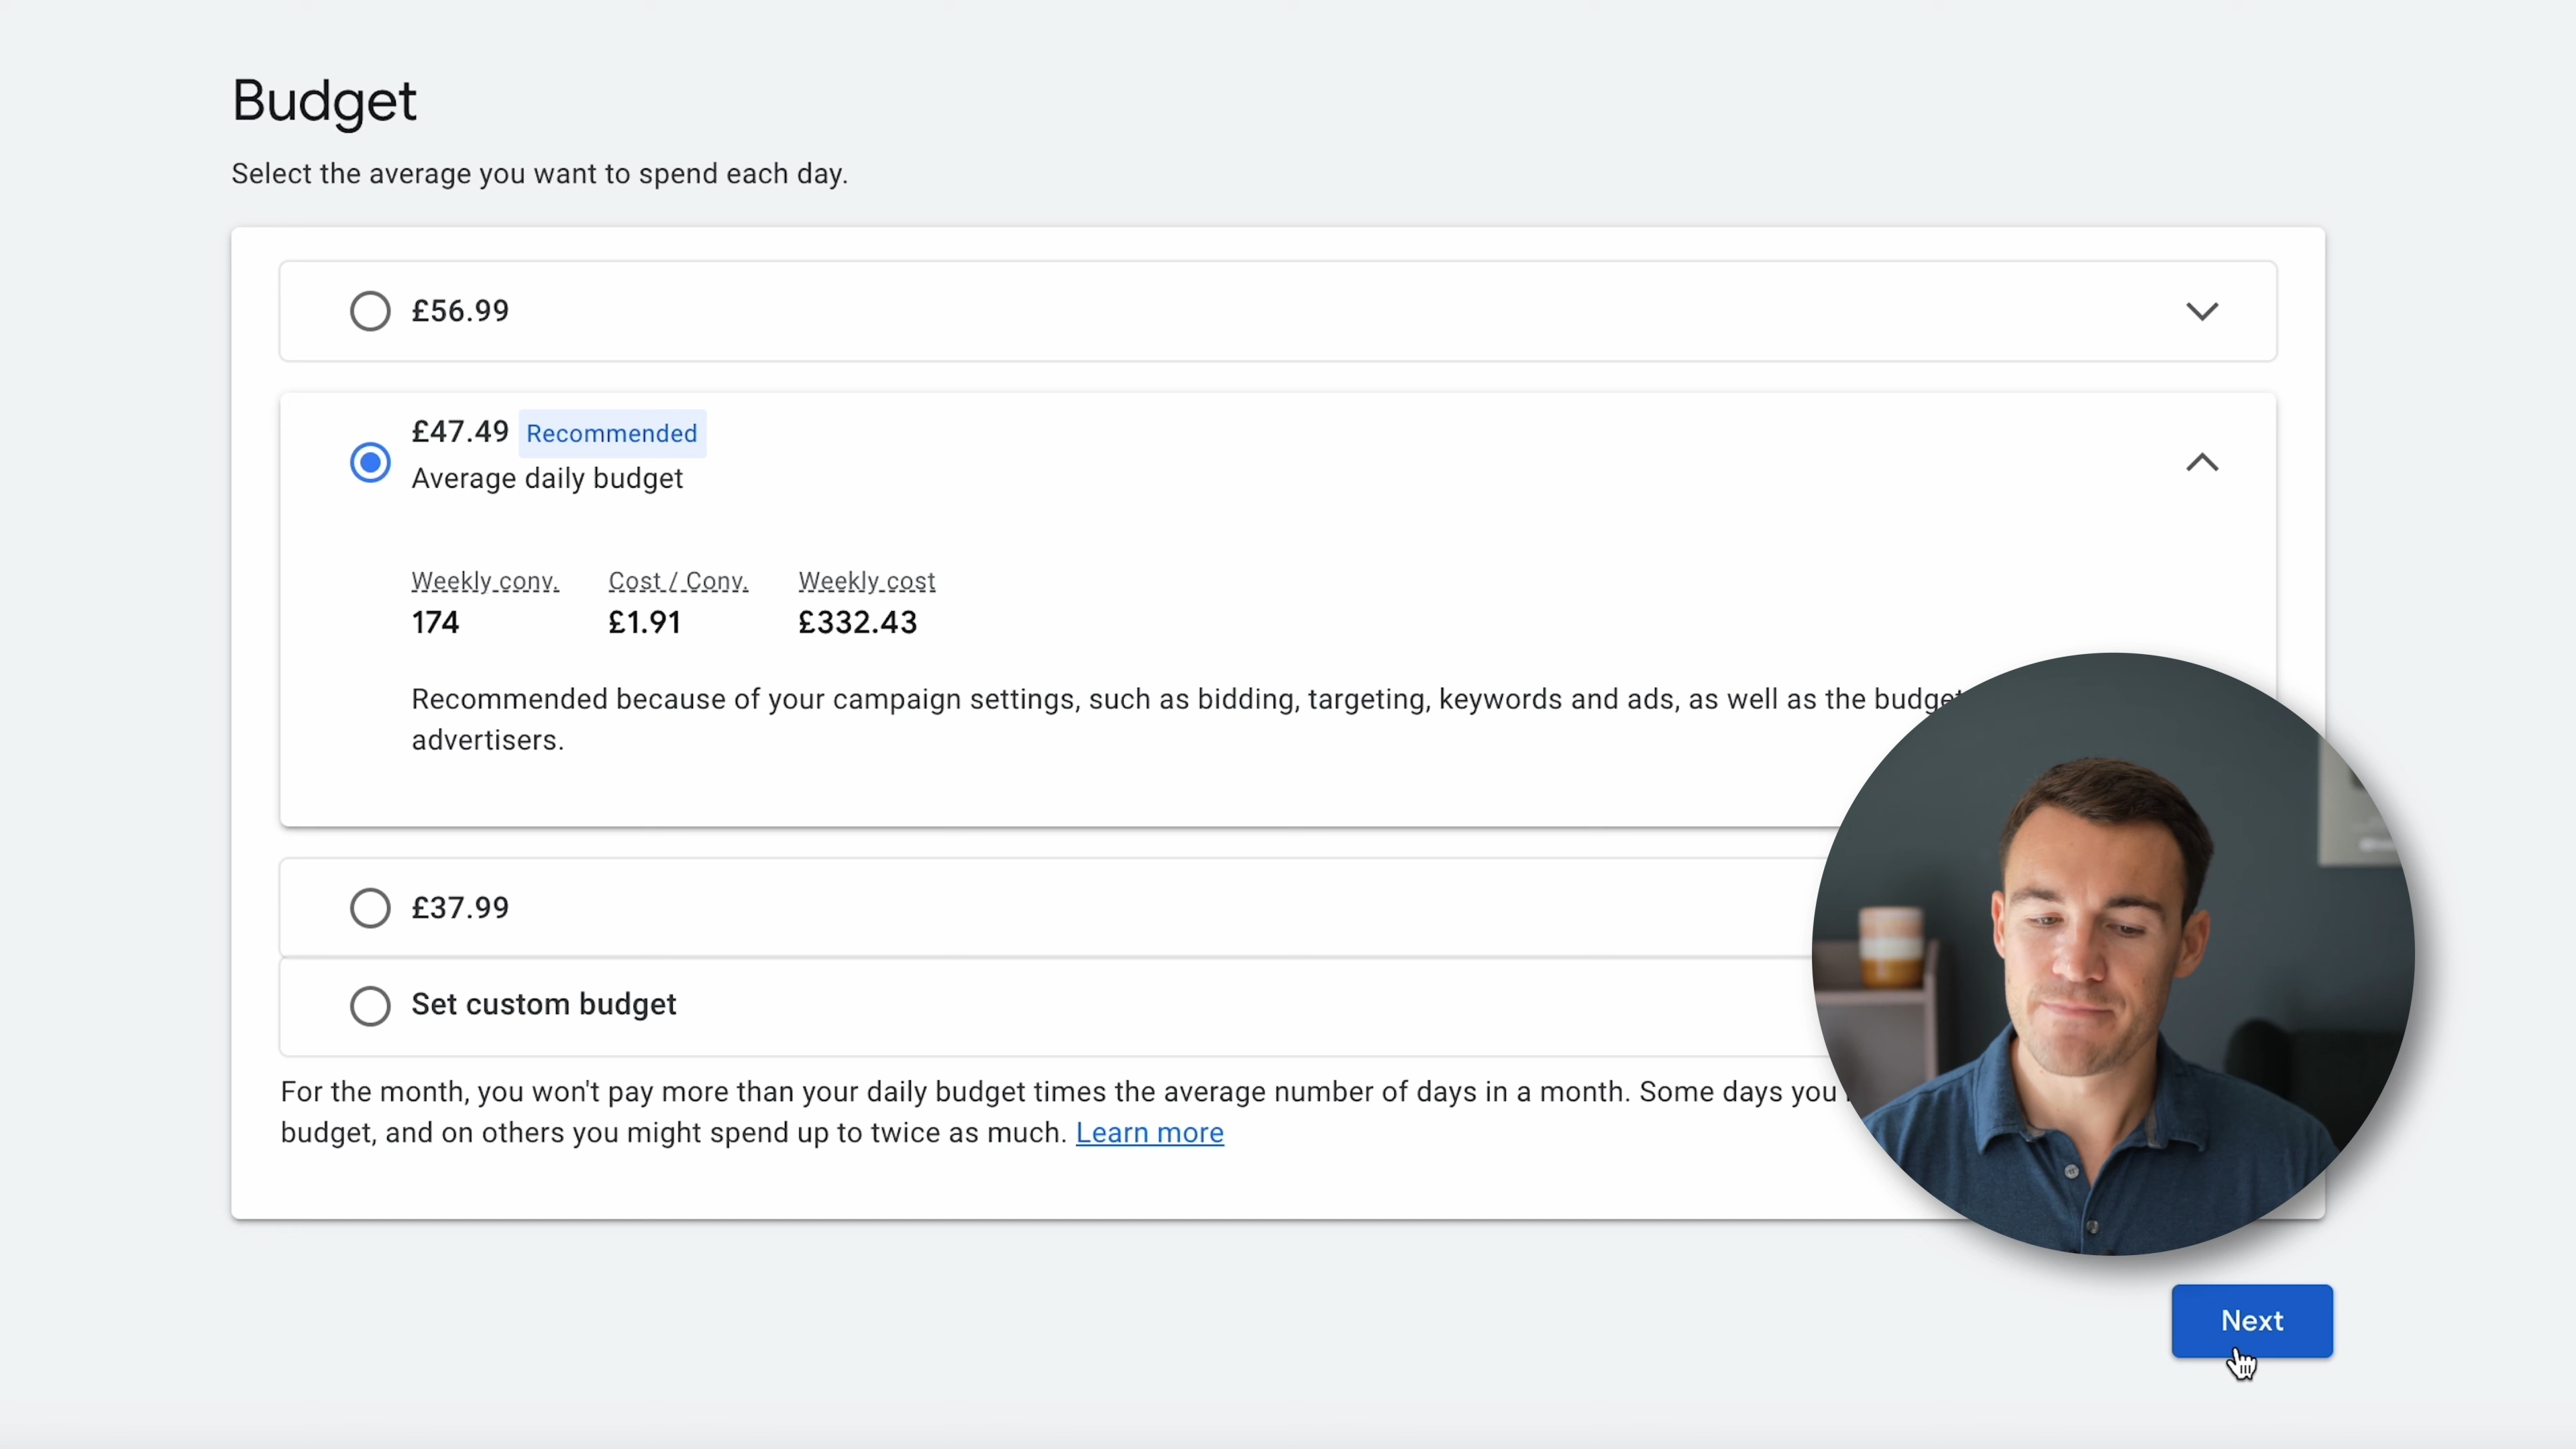 Budget
Select the average you want to spend each day.
£56.99
£47.49 Recommended
Average daily budget
Weekly conv. Cost / Conv. Weekly cost
174 £1.91 £332.43
Recommended because of your campaign settings, such as bidding, targeting, keywords and ads, as well as the
advertisers.
£37.99
Set custom budget
For the month, you won't pay more than your daily budget times the average number of days in a month. Some days you
budget, and on others you might spend up to twice as much. Learn more
Next